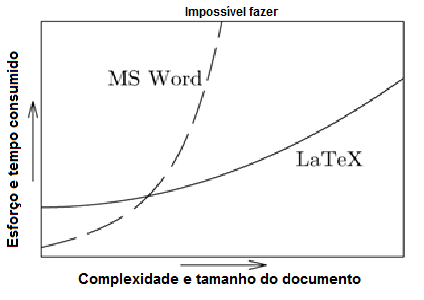 Impossível fazer
MS Word
LaTeX
Esforço e tempo consumido
Complexidade e tamanho do documento